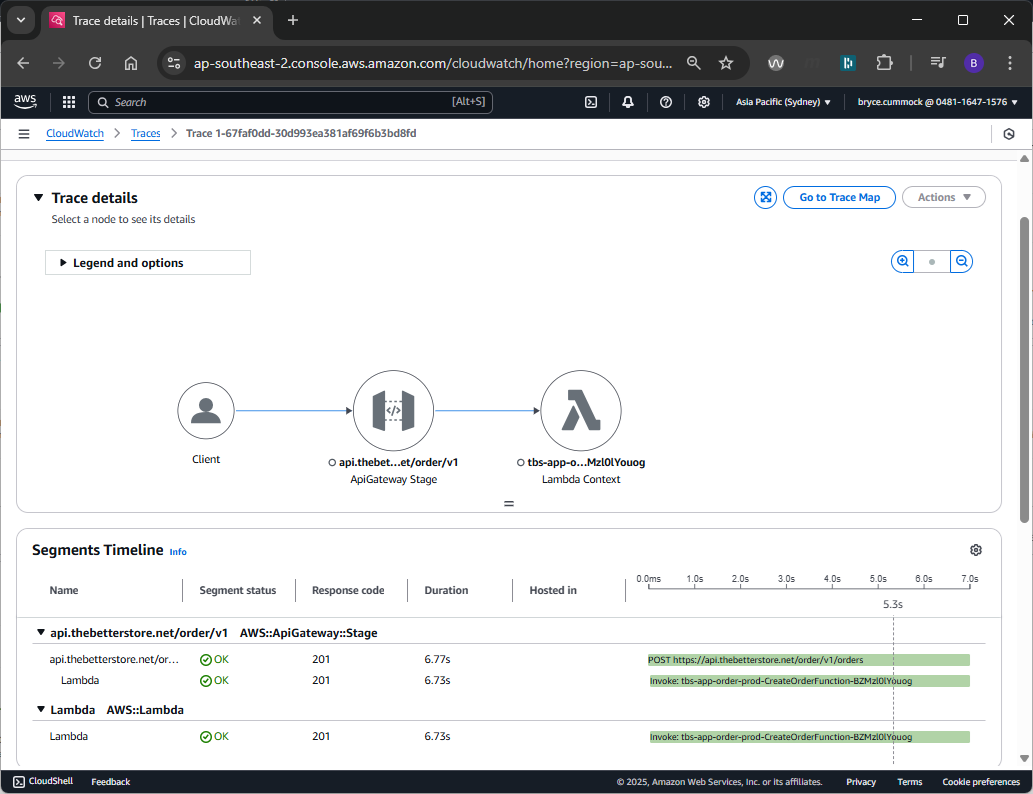 Trace details | Traces | CloudWat
ap-southeast-2.console.aws.amazon.com/cloudwatch/home?region=ap-sou...
B
aws
Search
[Alt+S]
Asia Pacific (Sydney)
bryce.cummock @ 0481-1647-1576
CloudWatch > Traces > Trace 1-67faf0dd-30d993ea381af69f6b3bd8fd
Trace details
Select a node to see its details
Go to Trace Map
Actions
Legend and options
Client
api.thebet...et/order/v1
ApiGateway Stage
tbs-app-o...Mzl0lYouog
Lambda Context
Segments Timeline Info
Name Segment status Response code Duration Hosted in
0.0ms 1.0s 2.0s 3.0s 4.0s 5.0s 6.0s 7.0s
5.3s
api.thebetterstore.net/order/v1 AWS::ApiGateway::Stage
api.thebetterstore.net/or... OK 201 6.77s POST https://api.thebetterstore.net/order/v1/orders
Lambda OK 201 6.73s Invoke: tbs-app-order-prod-CreateOrderFunction-BZMzl0lYouog
Lambda AWS::Lambda
Lambda OK 201 6.73s Invoke: tbs-app-order-prod-CreateOrderFunction-BZMzl0lYouog
CloudShell Feedback © 2025, Amazon Web Services, Inc. or its affiliates. Privacy Terms Cookie preferences